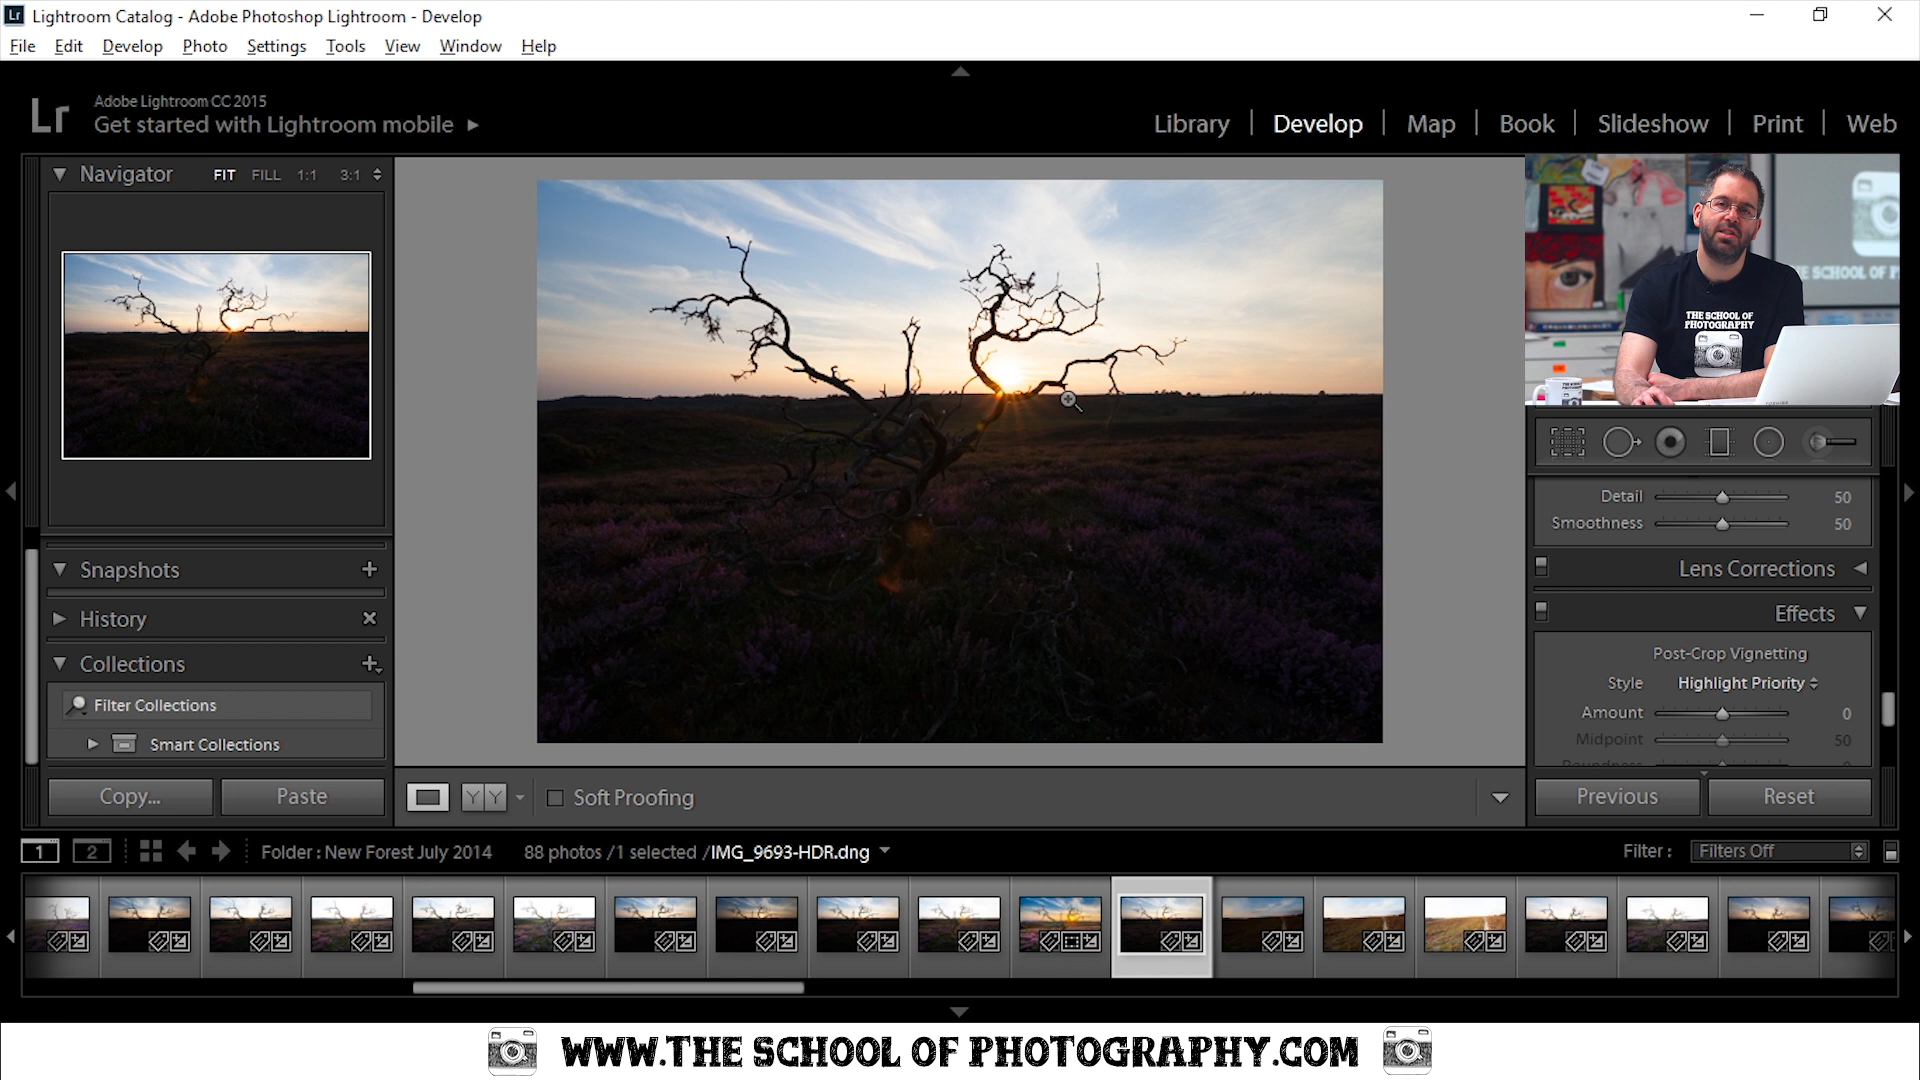 Lightroom Catalog - Adobe Photoshop Lightroom - Develop
File Edit Develop Photo Settings Tools View Window Help
Lr
Adobe Lightroom CC 2015
Get started with Lightroom mobile
Library | Develop | Map | Book | Slideshow | Print | Web
Navigator FIT FILL 1:1 3:1
THE SCHOOL OF
PHOTOGRAPHY
Detail 50
Smoothness 50
Lens Corrections
Effects
Post-Crop Vignetting
Style Highlight Priority
Amount 0
Midpoint 50
Roundness 0
Snapshots
History
Collections
Filter Collections
Smart Collections
Copy... Paste
Y Y
Soft Proofing
Previous Reset
1 2
Folder : New Forest July 2014 88 photos /1 selected /IMG_9693-HDR.dng
Filter : Filters Off
WWW.THE SCHOOL OF PHOTOGRAPHY.COM